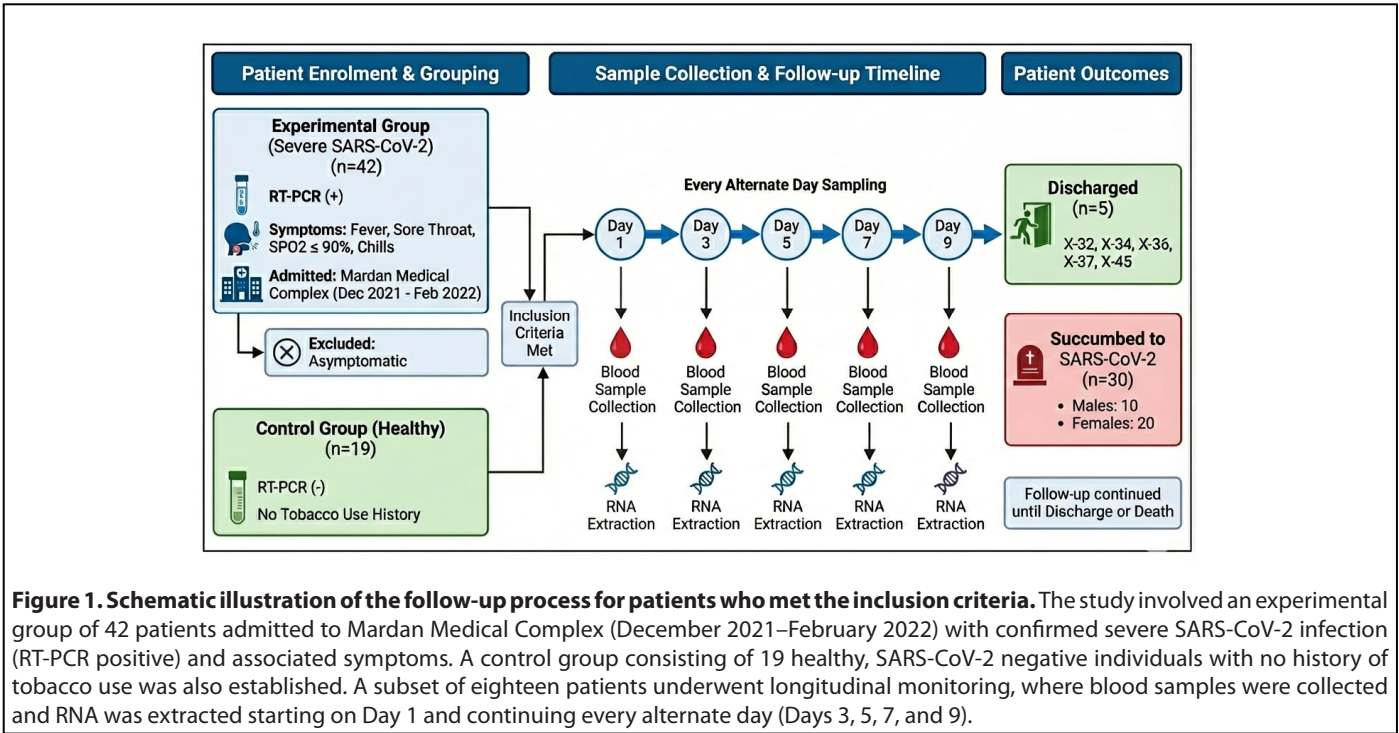 Patient Enrolment & Grouping
Sample Collection & Follow-up Timeline
Patient Outcomes
Experimental Group
(Severe SARS-CoV-2)
(n=42)
RT-PCR (+)
Symptoms: Fever, Sore Throat,
SPO2 ≤ 90%, Chills
Admitted: Mardan Medical
Complex (Dec 2021 - Feb 2022)
Excluded:
Asymptomatic
Control Group (Healthy)
(n=19)
RT-PCR (-)
No Tobacco Use History
Inclusion
Criteria
Met
Every Alternate Day Sampling
Day
1
Day
3
Day
5
Day
7
Day
9
Blood
Sample
Collection
Blood
Sample
Collection
Blood
Sample
Collection
Blood
Sample
Collection
Blood
Sample
Collection
RNA
Extraction
RNA
Extraction
RNA
Extraction
RNA
Extraction
RNA
Extraction
Discharged
(n=5)
X-32, X-34, X-36,
X-37, X-45
Succumbed to
SARS-CoV-2
(n=30)
• Males: 10
• Females: 20
Follow-up continued
until Discharge or Death
Figure 1. Schematic illustration of the follow-up process for patients who met the inclusion criteria. The study involved an experimental
group of 42 patients admitted to Mardan Medical Complex (December 2021–February 2022) with confirmed severe SARS-CoV-2 infection
(RT-PCR positive) and associated symptoms. A control group consisting of 19 healthy, SARS-CoV-2 negative individuals with no history of
tobacco use was also established. A subset of eighteen patients underwent longitudinal monitoring, where blood samples were collected
and RNA was extracted starting on Day 1 and continuing every alternate day (Days 3, 5, 7, and 9).